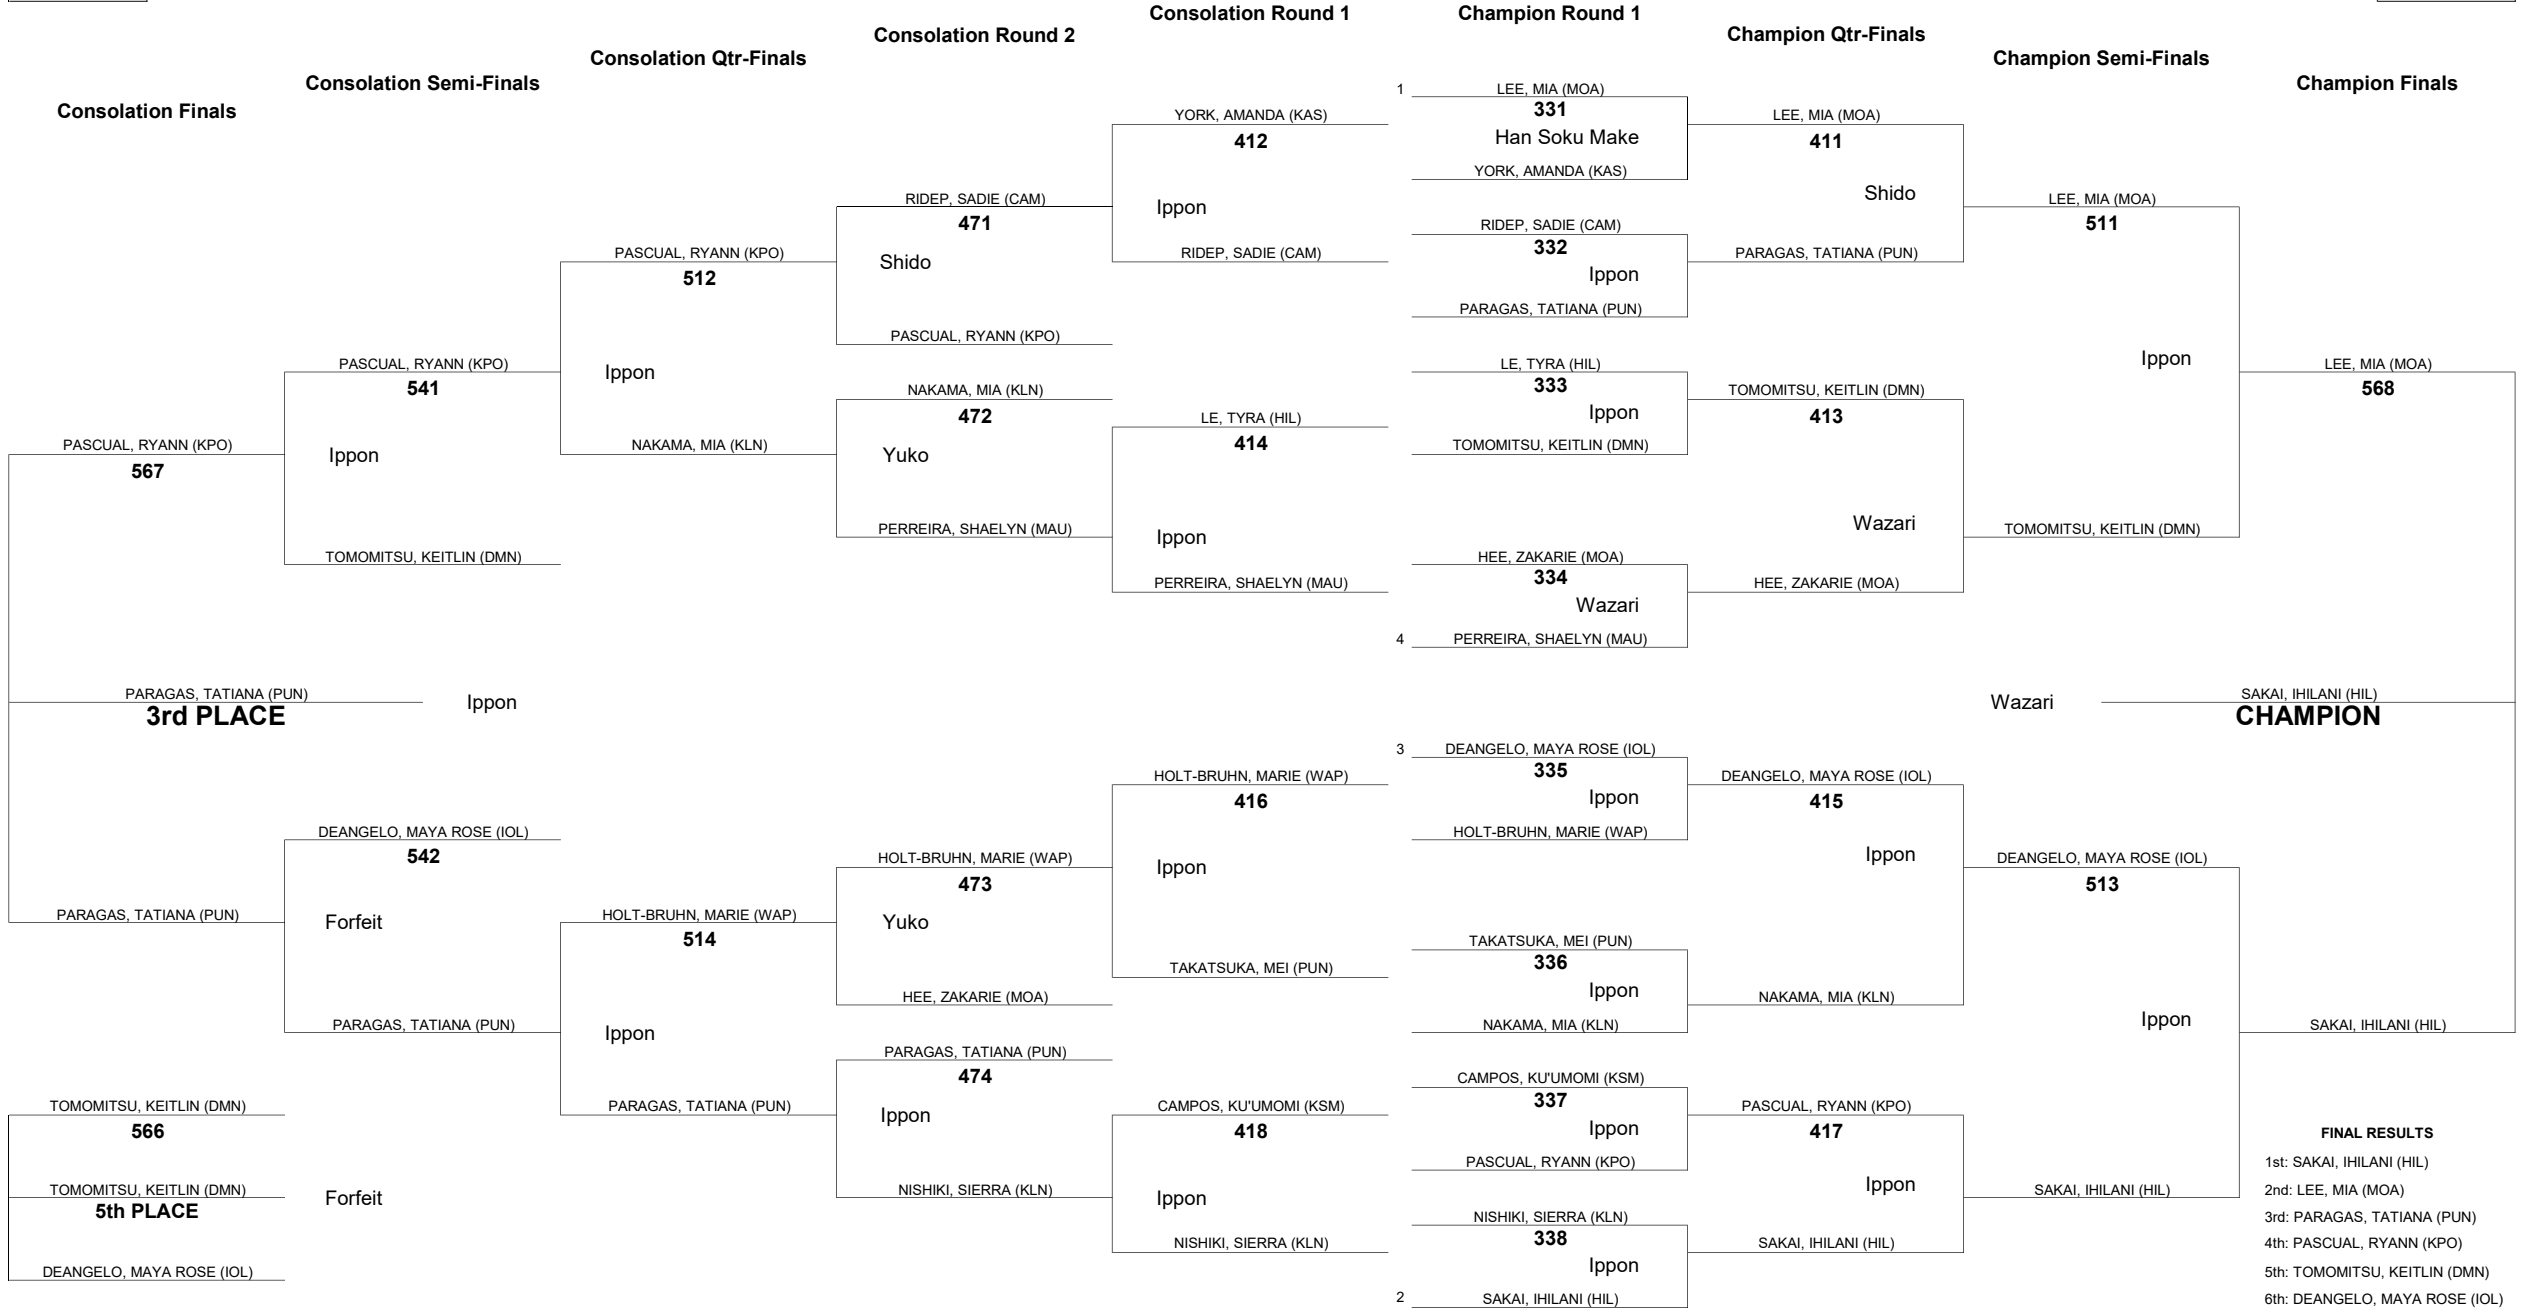 Consolation Finals
Consolation Semi-Finals
Consolation Qtr-Finals
Consolation Round 2
Consolation Round 1
Champion Round 1
Champion Qtr-Finals
Champion Semi-Finals
Champion Finals
PASCUAL, RYANN (KPO)
567
PARAGAS, TATIANA (PUN)
3rd PLACE
Ippon
PARAGAS, TATIANA (PUN)
TOMOMITSU, KEITLIN (DMN)
566
TOMOMITSU, KEITLIN (DMN)
5th PLACE
Forfeit
DEANGELO, MAYA ROSE (IOL)
PASCUAL, RYANN (KPO)
541
Ippon
TOMOMITSU, KEITLIN (DMN)
DEANGELO, MAYA ROSE (IOL)
542
Forfeit
PARAGAS, TATIANA (PUN)
PASCUAL, RYANN (KPO)
512
Ippon
NAKAMA, MIA (KLN)
HOLT-BRUHN, MARIE (WAP)
514
Ippon
PARAGAS, TATIANA (PUN)
RIDEP, SADIE (CAM)
471
Shido
PASCUAL, RYANN (KPO)
NAKAMA, MIA (KLN)
472
Yuko
PERREIRA, SHAELYN (MAU)
HOLT-BRUHN, MARIE (WAP)
473
Yuko
HEE, ZAKARIE (MOA)
PARAGAS, TATIANA (PUN)
474
Ippon
NISHIKI, SIERRA (KLN)
YORK, AMANDA (KAS)
412
Ippon
RIDEP, SADIE (CAM)
LE, TYRA (HIL)
414
Ippon
PERREIRA, SHAELYN (MAU)
HOLT-BRUHN, MARIE (WAP)
416
Ippon
TAKATSUKA, MEI (PUN)
CAMPOS, KU'UMOMI (KSM)
418
Ippon
NISHIKI, SIERRA (KLN)
1 LEE, MIA (MOA)
331
Han Soku Make
YORK, AMANDA (KAS)
RIDEP, SADIE (CAM)
332
Ippon
PARAGAS, TATIANA (PUN)
LE, TYRA (HIL)
333
Ippon
TOMOMITSU, KEITLIN (DMN)
HEE, ZAKARIE (MOA)
334
Wazari
4 PERREIRA, SHAELYN (MAU)
3 DEANGELO, MAYA ROSE (IOL)
335
Ippon
HOLT-BRUHN, MARIE (WAP)
TAKATSUKA, MEI (PUN)
336
Ippon
NAKAMA, MIA (KLN)
CAMPOS, KU'UMOMI (KSM)
337
Ippon
PASCUAL, RYANN (KPO)
NISHIKI, SIERRA (KLN)
338
Ippon
2 SAKAI, IHILANI (HIL)
LEE, MIA (MOA)
411
Shido
PARAGAS, TATIANA (PUN)
TOMOMITSU, KEITLIN (DMN)
413
Wazari
HEE, ZAKARIE (MOA)
DEANGELO, MAYA ROSE (IOL)
415
Ippon
NAKAMA, MIA (KLN)
PASCUAL, RYANN (KPO)
417
Ippon
SAKAI, IHILANI (HIL)
LEE, MIA (MOA)
511
Ippon
TOMOMITSU, KEITLIN (DMN)
DEANGELO, MAYA ROSE (IOL)
513
Ippon
SAKAI, IHILANI (HIL)
LEE, MIA (MOA)
568
Wazari
SAKAI, IHILANI (HIL)
CHAMPION
SAKAI, IHILANI (HIL)
FINAL RESULTS
1st: SAKAI, IHILANI (HIL)
2nd: LEE, MIA (MOA)
3rd: PARAGAS, TATIANA (PUN)
4th: PASCUAL, RYANN (KPO)
5th: TOMOMITSU, KEITLIN (DMN)
6th: DEANGELO, MAYA ROSE (IOL)